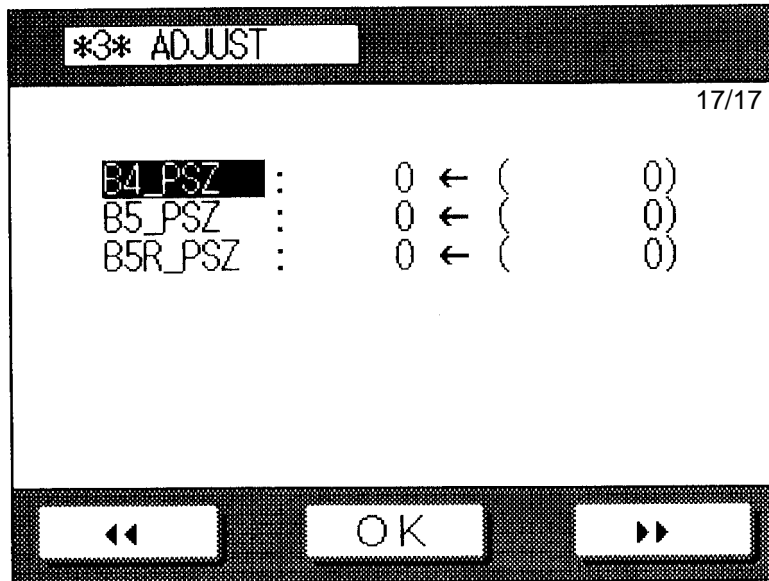 *3* ADJUST
17/17
B4_PSZ : 0 ← ( 0)
B5_PSZ : 0 ← ( 0)
B5R_PSZ : 0 ← ( 0)
OK